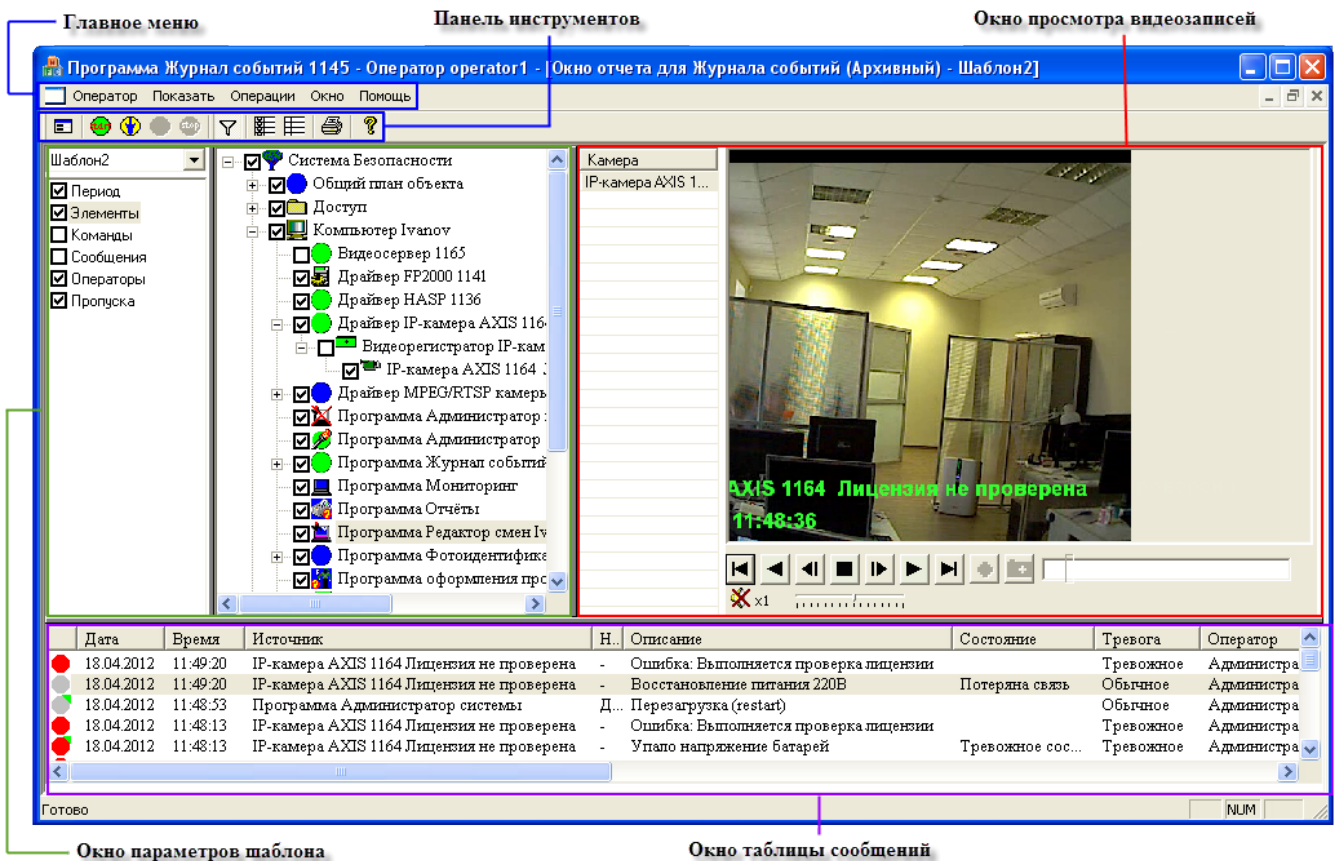 Главное меню
Панель инструментов
Окно просмотра видеозаписей
Программа Журнал событий 1145 - Оператор operator1 - [Окно отчета для Журнала событий (Архивный) - Шаблон2]
Оператор Показать Операции Окно Помощь
start stop
Шаблон2
Период
Элементы
Команды
Сообщения
Операторы
Пропуска
Система Безопасности
Общий план объекта
Доступ
Компьютер Ivanov
Видеосервер 1165
Драйвер FP2000 1141
Драйвер HASP 1136
Драйвер IP-камера AXIS 116
Видеорегистратор IP-кам
IP-камера AXIS 1164
Драйвер MPEG/RTSP камеры
Программа Администратор
Программа Администратор
Программа Журнал событий
Программа Мониторинг
Программа Отчёты
Программа Редактор смен Iv
Программа Фотоидентифика
Программа оформления про
Камера
IP-камера AXIS 1...
AXIS 1164 Лицензия не проверена
11:48:36
x1
Дата Время Источник Н.. Описание Состояние Тревога Оператор
18.04.2012 11:49:20 IP-камера AXIS 1164 Лицензия не проверена - Ошибка: Выполняется проверка лицензии Тревожное Администра
18.04.2012 11:49:20 IP-камера AXIS 1164 Лицензия не проверена - Восстановление питания 220В Потеряна связь Обычное Администра
18.04.2012 11:48:53 Программа Администратор системы Д... Перезагрузка (restart) Обычное Администра
18.04.2012 11:48:13 IP-камера AXIS 1164 Лицензия не проверена - Ошибка: Выполняется проверка лицензии Тревожное Администра
18.04.2012 11:48:13 IP-камера AXIS 1164 Лицензия не проверена - Упало напряжение батарей Тревожное сос... Тревожное Администра
Готово NUM
Окно параметров шаблона
Окно таблицы сообщений